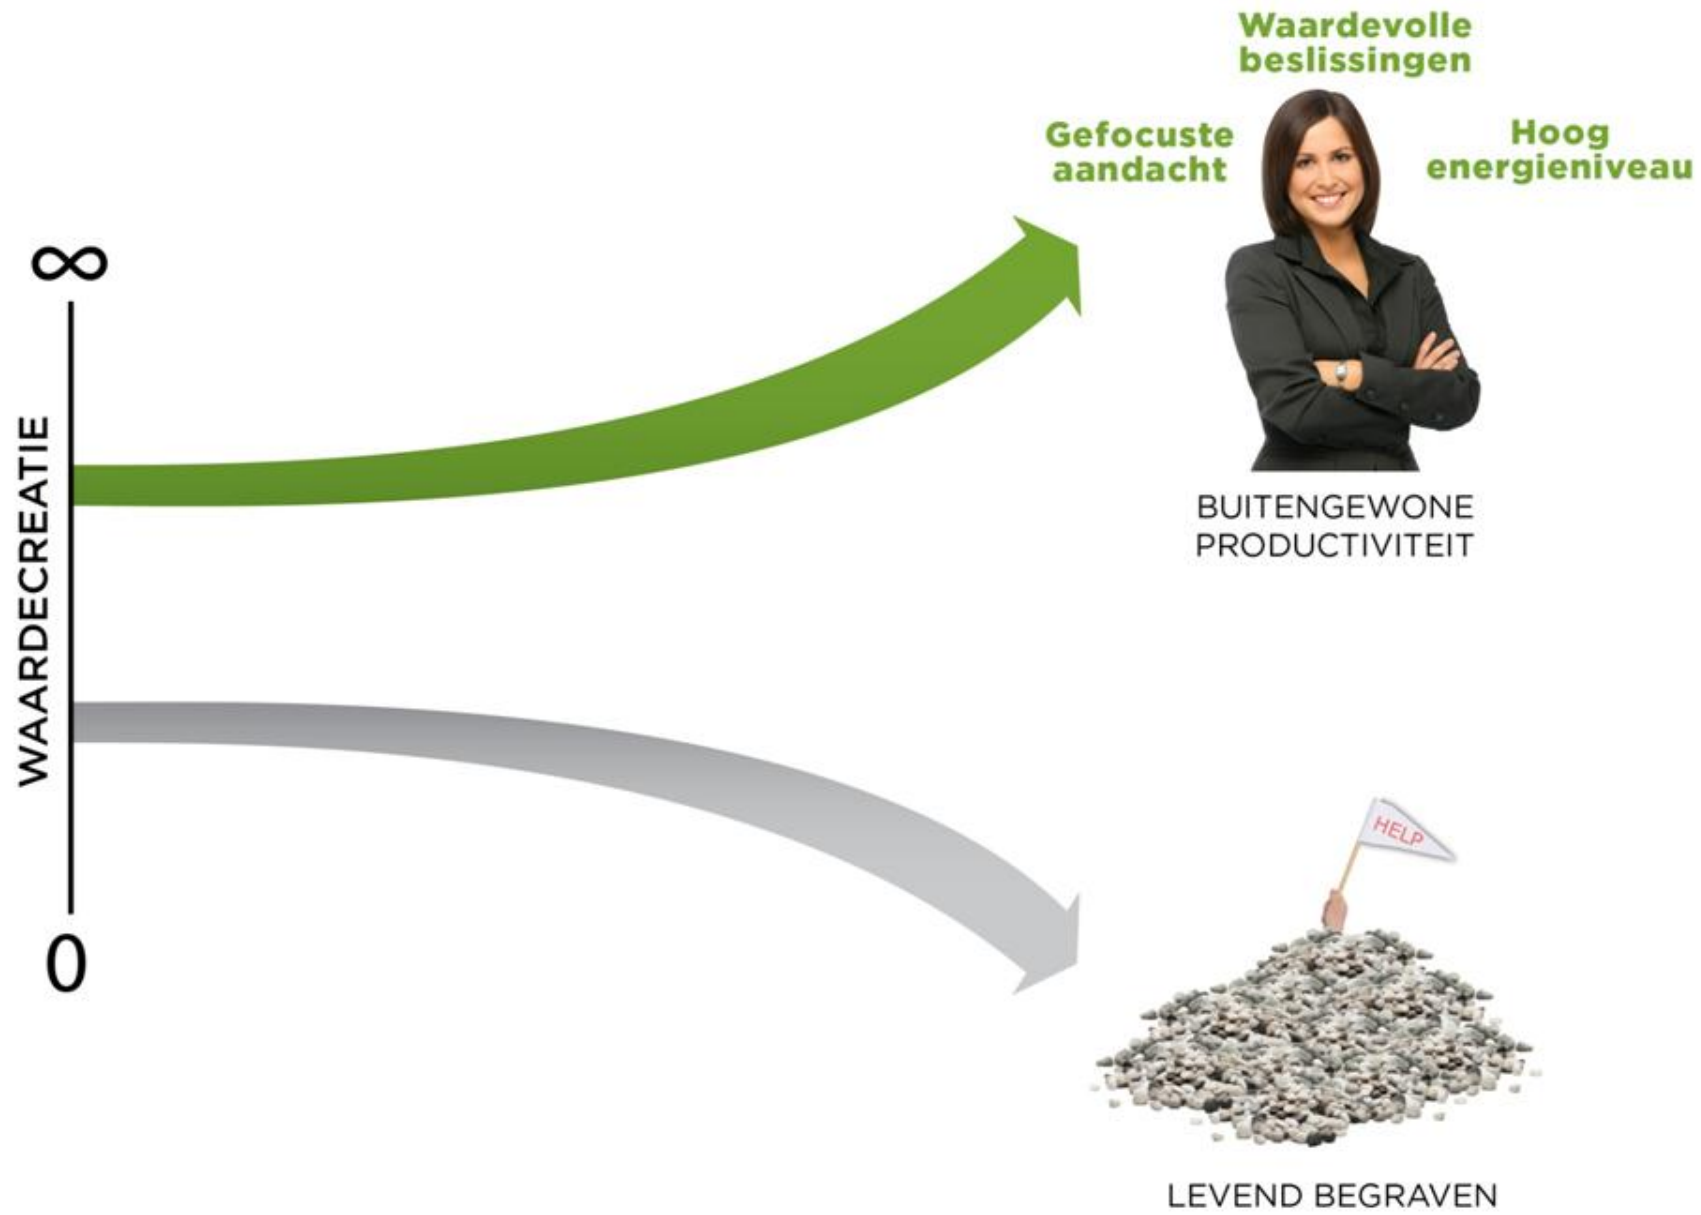 Waardevolle
beslissingen
Gefocuste
aandacht
Hoog
energieniveau
∞
WAARDECREATIE
0
BUITENGEWONE
PRODUCTIVITEIT
HELP
LEVEND BEGRAVEN